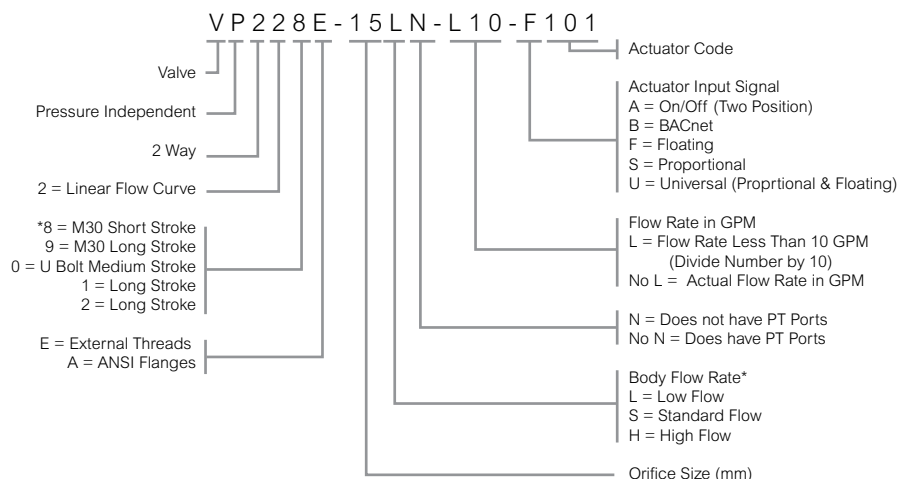 VP228E-15LN-L10-F101
Valve
Pressure Independent
2 Way
2 = Linear Flow Curve
*8 = M30 Short Stroke
9 = M30 Long Stroke
0 = U Bolt Medium Stroke
1 = Long Stroke
2 = Long Stroke
E = External Threads
A = ANSI Flanges
Actuator Code
Actuator Input Signal
A = On/Off (Two Position)
B = BACnet
F = Floating
S = Proportional
U = Universal (Proprtional & Floating)
Flow Rate in GPM
L = Flow Rate Less Than 10 GPM
(Divide Number by 10)
No L = Actual Flow Rate in GPM
N = Does not have PT Ports
No N = Does have PT Ports
Body Flow Rate*
L = Low Flow
S = Standard Flow
H = High Flow
Orifice Size (mm)